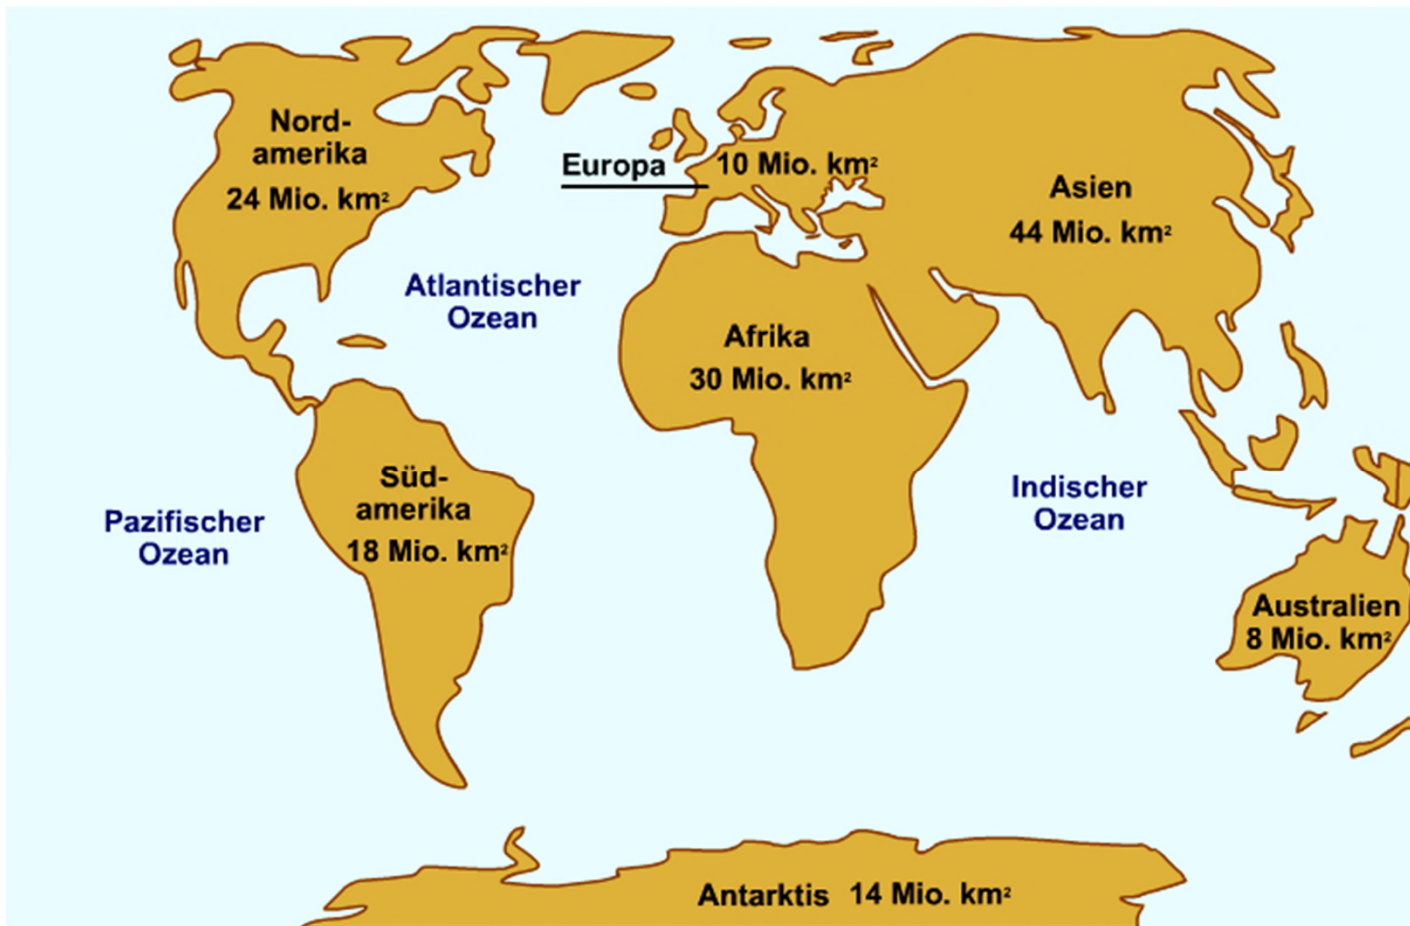 Nord-
amerika
24 Mio. km²
Europa
10 Mio. km²
Asien
44 Mio. km²
Atlantischer
Ozean
Afrika
30 Mio. km²
Süd-
amerika
18 Mio. km²
Pazifischer
Ozean
Indischer
Ozean
Australien
8 Mio. km²
Antarktis 14 Mio. km²